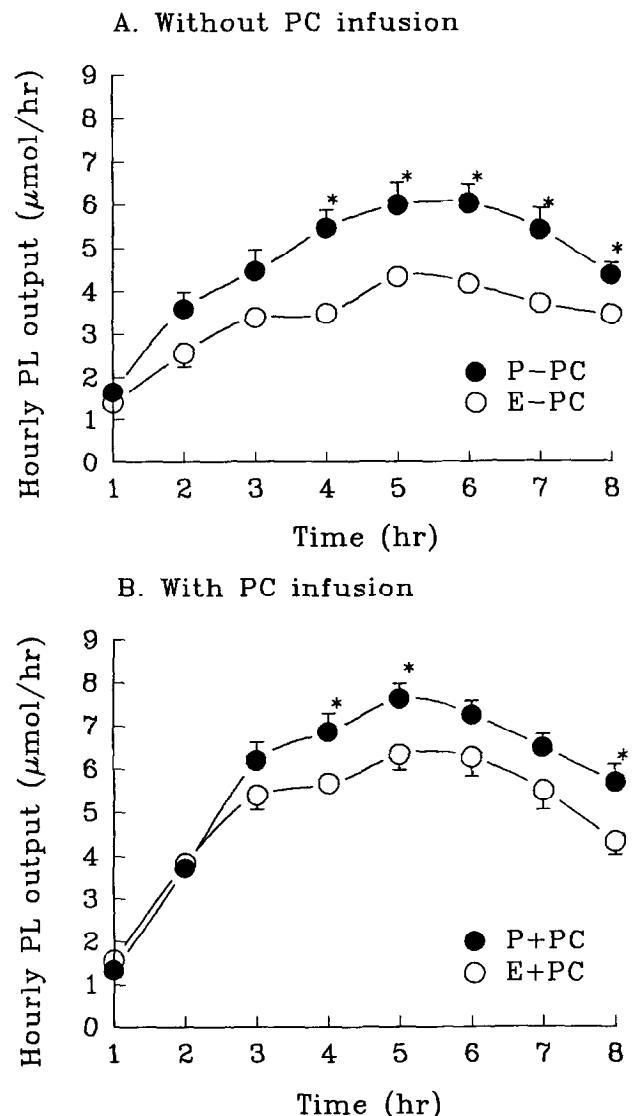 A. Without PC infusion
Hourly PL output (μmol/hr)
9
8
7
6
5
4
3
2
1
0
* * * * *
P−PC
E−PC
1 2 3 4 5 6 7 8
Time (hr)
B. With PC infusion
Hourly PL output (μmol/hr)
9
8
7
6
5
4
3
2
1
0
* * *
P+PC
E+PC
1 2 3 4 5 6 7 8
Time (hr)